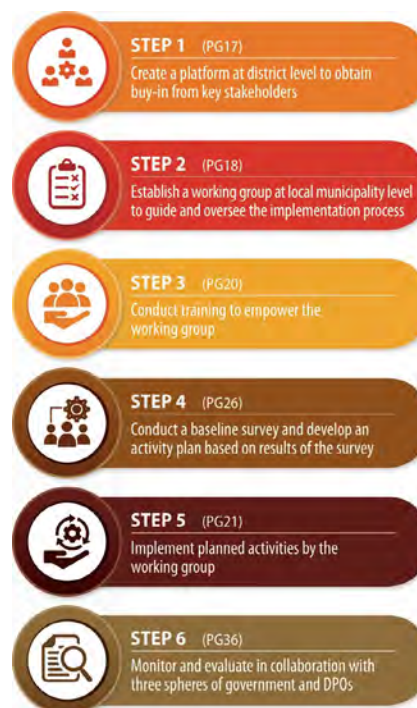 STEP 1 (PG17)
Create a platform at district level to obtain
buy-in from key stakeholders
STEP 2 (PG18)
Establish a working group at local municipality level
to guide and oversee the implementation process
STEP 3 (PG20)
Conduct training to empower the
working group
STEP 4 (PG26)
Conduct a baseline survey and develop an
activity plan based on results of the survey
STEP 5 (PG21)
Implement planned activities by the
working group
STEP 6 (PG36)
Monitor and evaluate in collaboration with
three spheres of government and DPOs